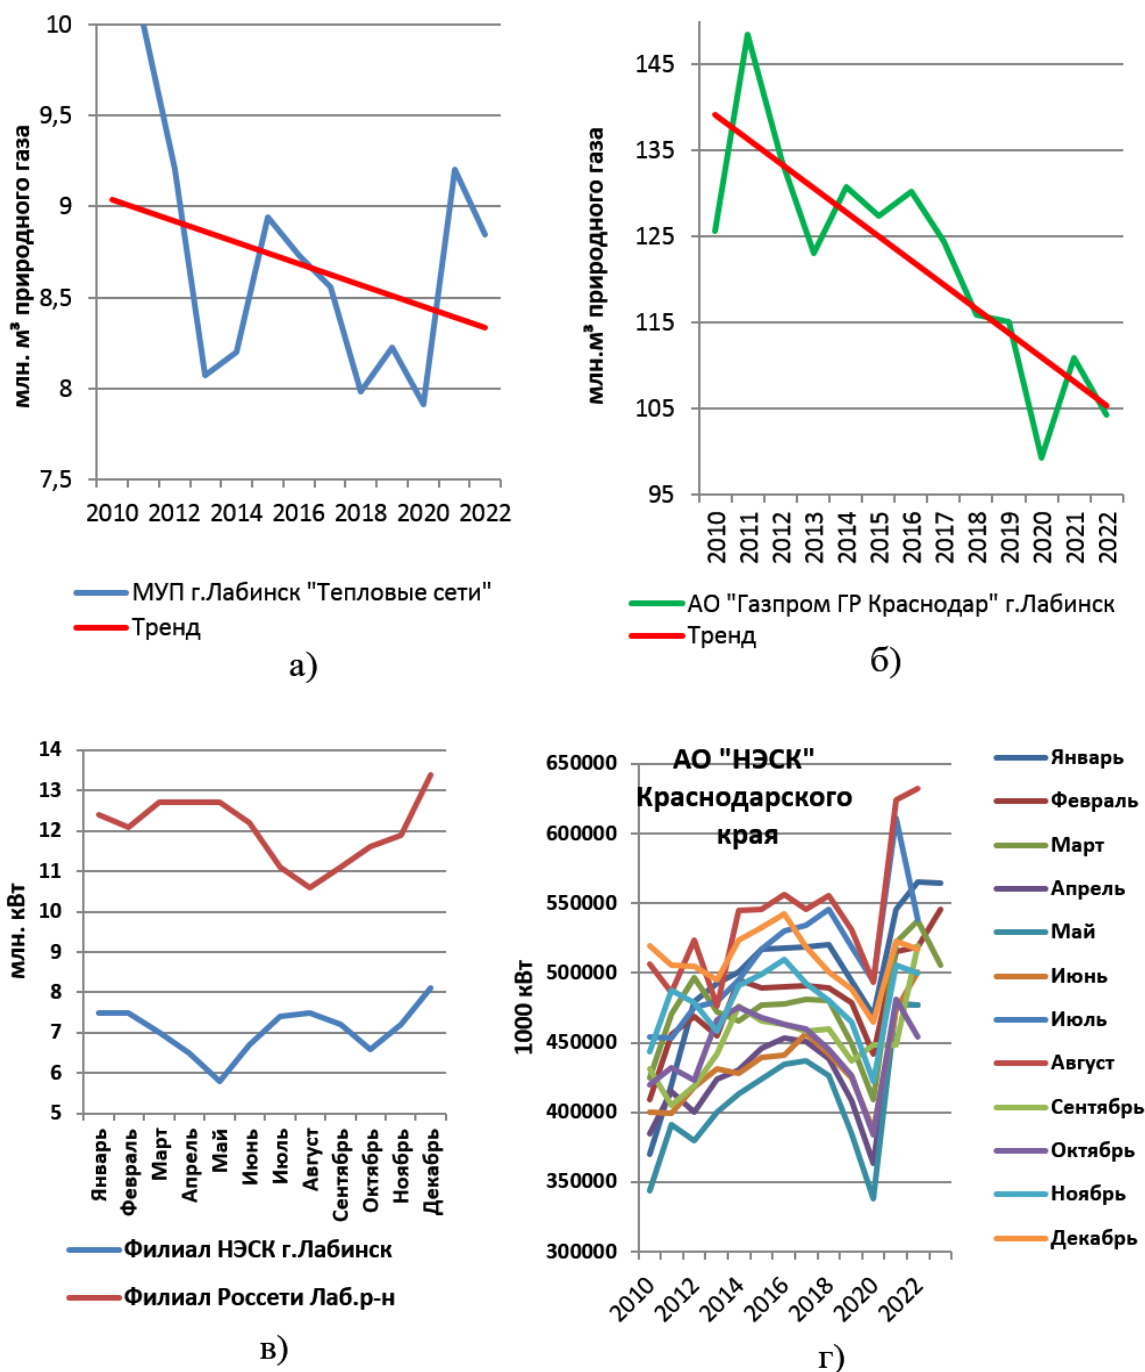 10
9,5
9
8,5
8
7,5
млн. м³ природного газа
2010 2012 2014 2016 2018 2020 2022
МУП г.Лабинск "Тепловые сети"
Тренд
а)
145
135
125
115
105
95
млн.м³ природного газа
2010 2011 2012 2013 2014 2015 2016 2017 2018 2019 2020 2021 2022
АО "Газпром ГР Краснодар" г.Лабинск
Тренд
б)
14
13
12
11
10
9
8
7
6
5
млн. кВт
Январь Февраль Март Апрель Май Июнь Июль Август Сентябрь Октябрь Ноябрь Декабрь
Филиал НЭСК г.Лабинск
Филиал Россети Лаб.р-н
в)
АО "НЭСК"
Краснодарского
края
650000
600000
550000
500000
450000
400000
350000
300000
1000 кВт
2010 2012 2014 2016 2018 2020 2022
Январь
Февраль
Март
Апрель
Май
Июнь
Июль
Август
Сентябрь
Октябрь
Ноябрь
Декабрь
г)